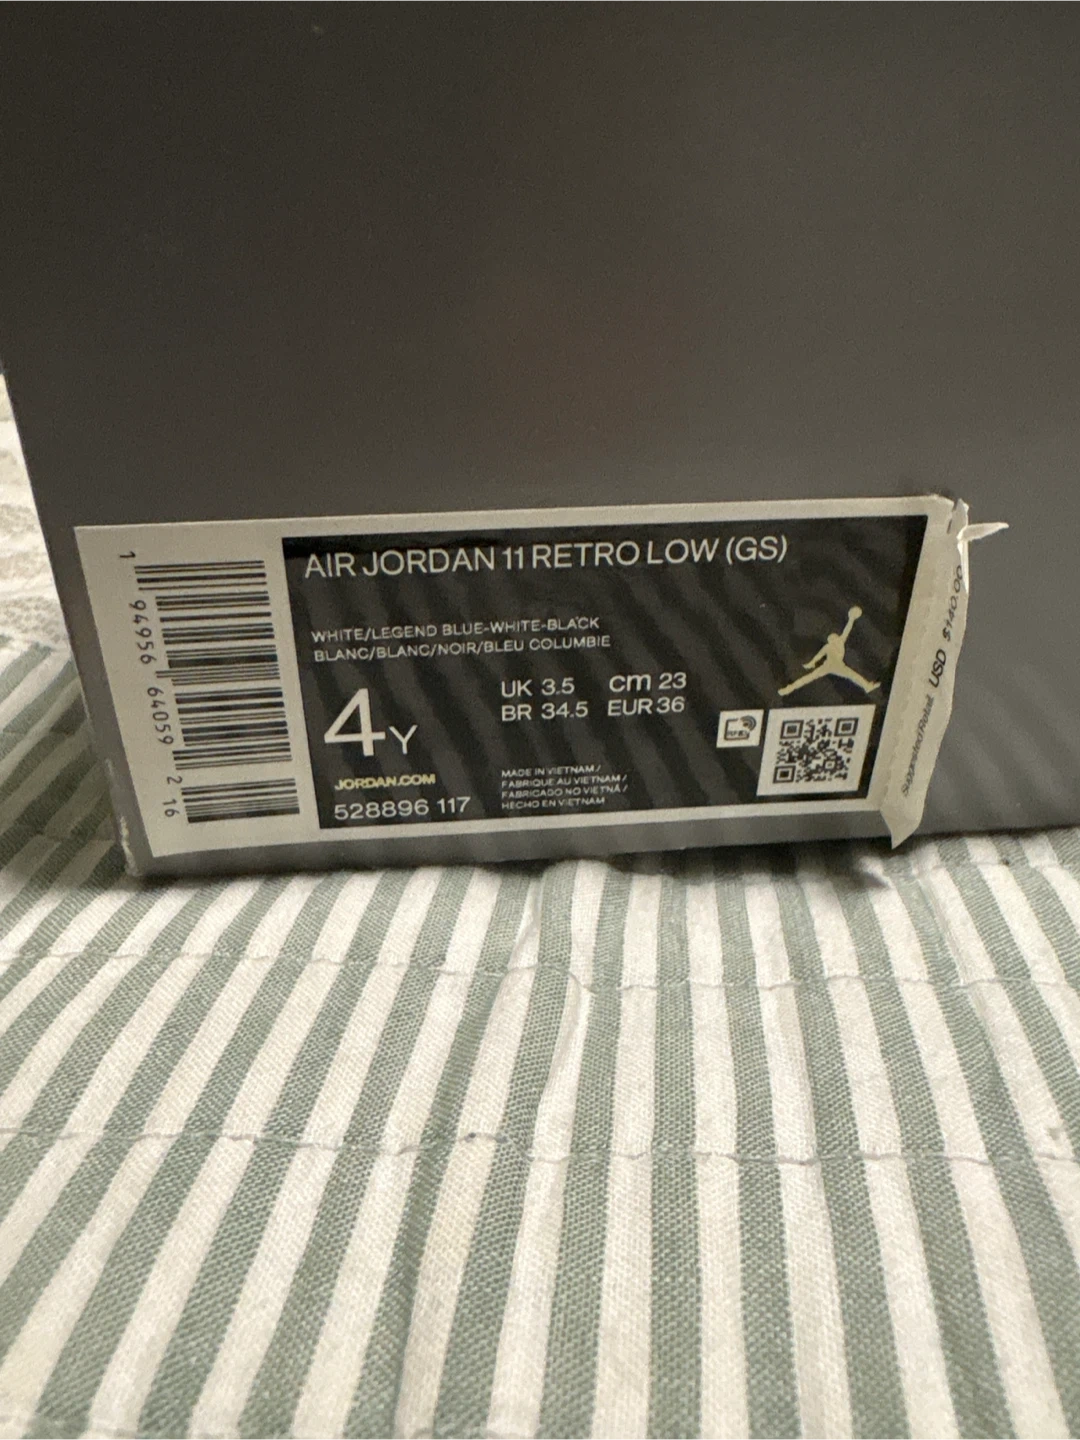 AIR JORDAN 11 RETRO LOW (GS)
WHITE/LEGEND BLUE-WHITE-BLACK
BLANC/BLANC/NOIR/BLEU COLUMBIE
4Y
UK 3.5 cm 23
BR 34.5 EUR 36
JORDAN.COM
528896 117
MADE IN VIETNAM /
FABRIQUE AU VIETNAM /
FABRICADO NO VIETNÃ /
HECHO EN VIETNAM
1 94956 64059 2 16
Suggested Retail USD $140.00